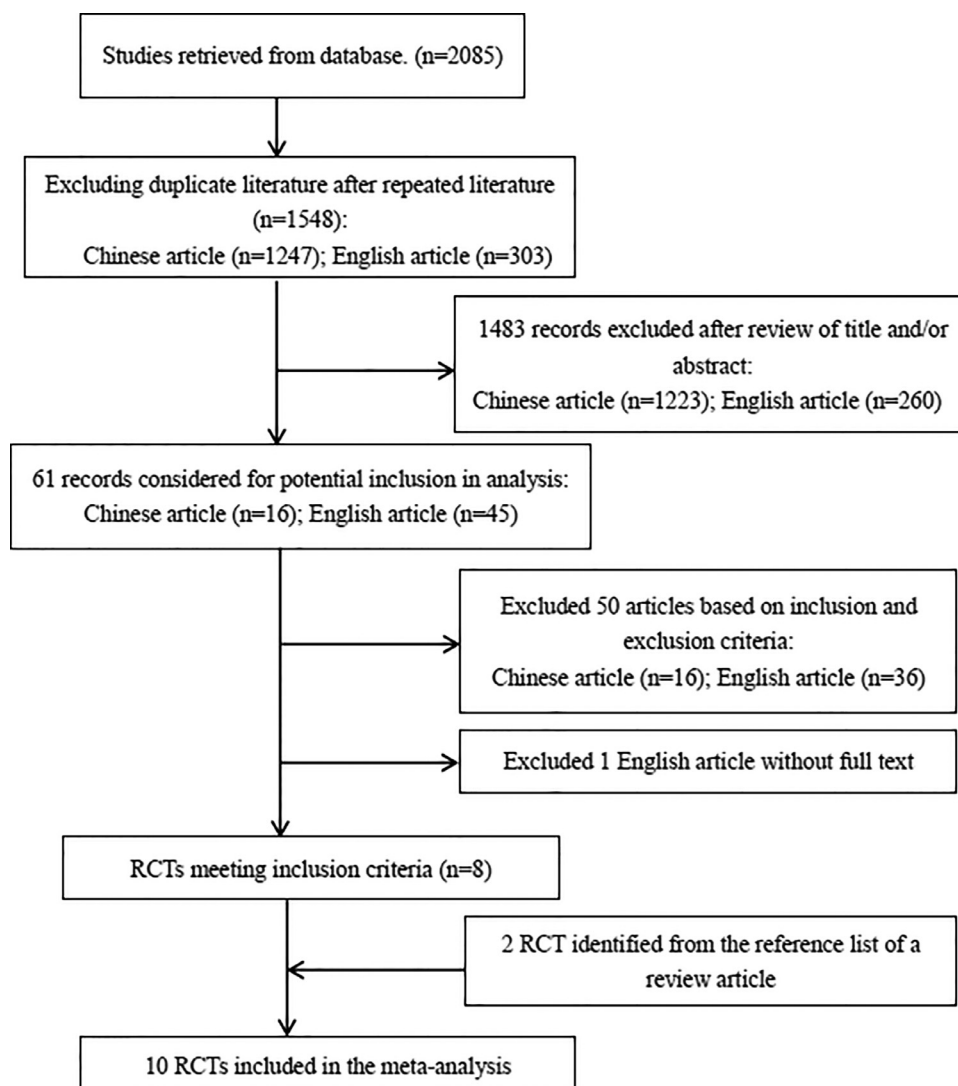 Studies retrieved from database. (n=2085)
Excluding duplicate literature after repeated literature
(n=1548):
Chinese article (n=1247); English article (n=303)
1483 records excluded after review of title and/or
abstract:
Chinese article (n=1223); English article (n=260)
61 records considered for potential inclusion in analysis:
Chinese article (n=16); English article (n=45)
Excluded 50 articles based on inclusion and
exclusion criteria:
Chinese article (n=16); English article (n=36)
Excluded 1 English article without full text
RCTs meeting inclusion criteria (n=8)
2 RCT identified from the reference list of a
review article
10 RCTs included in the meta-analysis